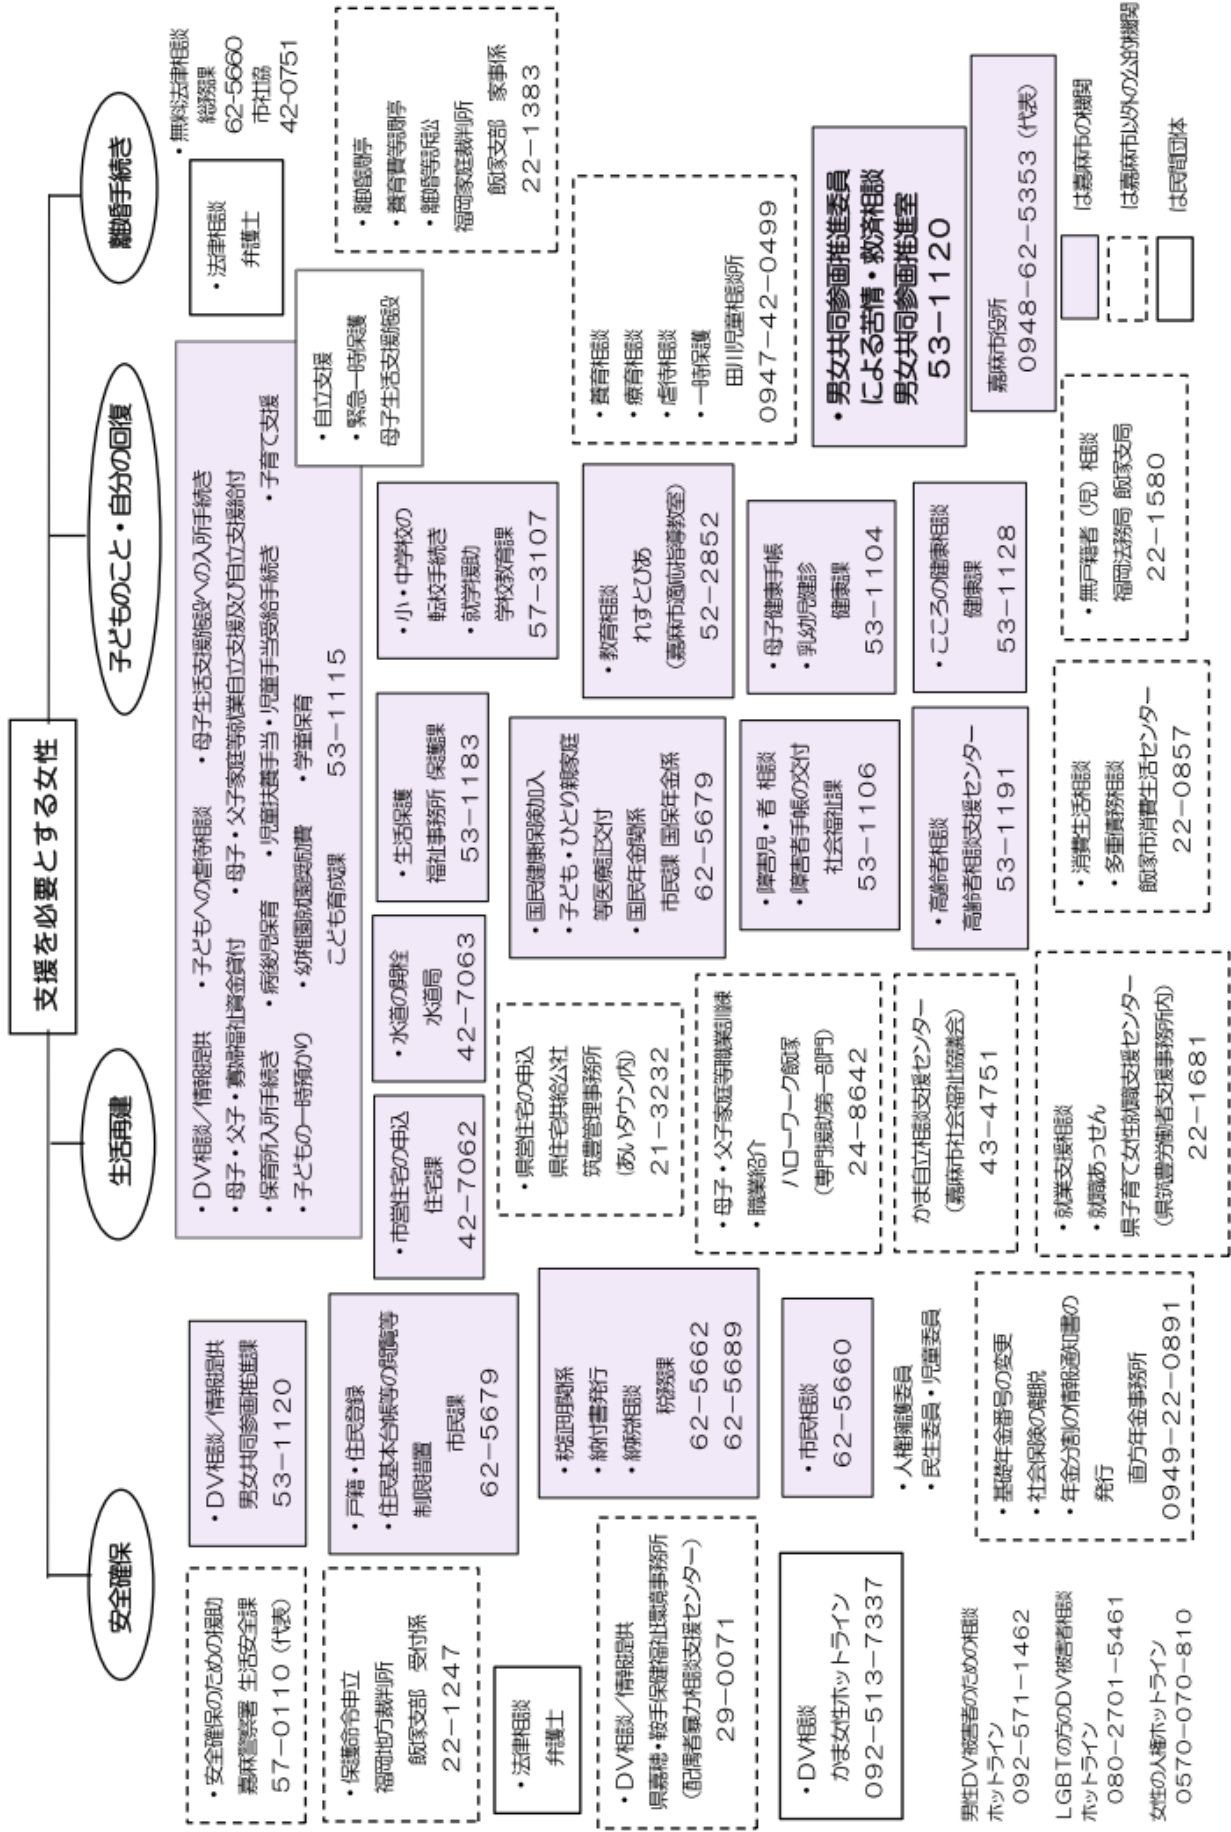 支援を必要とする女性
安全確保
生活再建
子どものこと・自分の回復
離婚手続き
・安全確保のための援助
嘉麻警察署 生活安全課
57-0110（代表）
・保護命令申立
福岡地方裁判所
飯塚支部 受付係
22-1247
・法律相談
弁護士
・DV相談／情報提供
県嘉穂・鞍手保健福祉環境事務所
（配偶者暴力相談支援センター）
29-0071
・DV相談
かま女性ホットライン
092-513-7337
男性DV被害者のための相談
ホットライン
092-571-1462
LGBTの方のDV被害者相談
ホットライン
080-2701-5461
女性の人権ホットライン
0570-070-810
・DV相談／情報提供
男女共同参画推進課
53-1120
・戸籍・住民登録
・住民基本台帳等の閲覧等
制限措置
市民課
62-5679
・税証明関係
・納付書発行
・納税相談
税務課
62-5662
62-5689
・市民相談
62-5660
・人権擁護委員
・民生委員・児童委員
・基礎年金番号の変更
・社会保険の離脱
・年金分割の情報通知書の
発行
直方年金事務所
0949-22-0891
・DV相談／情報提供 ・子どもへの虐待相談 ・母子生活支援施設への入所手続き
・母子・父子・寡婦福祉資金貸付 ・母子・父子家庭等就業自立支援及び自立支援給付
・保育所入所手続き ・病後児保育 ・児童扶養手当・児童手当受給手続き ・子育て支援
・子どもの一時預かり ・幼稚園就園奨励費 ・学童保育
こども育成課 53-1115
・市営住宅の申込
住宅課
42-7062
・水道の開栓
水道局
42-7063
・生活保護
福祉事務所 保護課
53-1183
・小・中学校の
転校手続き
・就学援助
学校教育課
57-3107
・自立支援
・緊急一時保護
母子生活支援施設
・県営住宅の申込
県住宅供給公社
筑豊管理事務所
（あいタウン内）
21-3232
・国民健康保険加入
・子ども・ひとり親家庭
等医療証交付
・国民年金関係
市民課 国保年金係
62-5679
・教育相談
れすとぴあ
（嘉麻市適応指導教室）
52-2852
・母子・父子家庭等職業訓練
・職業紹介
ハローワーク飯塚
（専門援助第一部門）
24-8642
・障害児・者 相談
・障害者手帳の交付
社会福祉課
53-1106
・母子健康手帳
・乳幼児健診
健康課
53-1104
かま自立相談支援センター
（嘉麻市社会福祉協議会）
43-4751
・高齢者相談
高齢者相談支援センター
53-1191
・こころの健康相談
健康課
53-1128
・就業支援相談
・就職あっせん
県子育て女性就職支援センター
（県筑豊労働者支援事務所内）
22-1681
・消費生活相談
・多重債務相談
飯塚市消費生活センター
22-0857
・無戸籍者（児）相談
福岡法務局 飯塚支局
22-1580
・法律相談
弁護士
・無料法律相談
総務課
62-5660
市社協
42-0751
・離婚調停
・養育費等調停
・離婚等訴訟
福岡家庭裁判所
飯塚支部 家事係
22-1383
・養育相談
・療育相談
・虐待相談
・一時保護
田川児童相談所
0947-42-0499
・男女共同参画推進委員
による苦情・救済相談
男女共同参画推進室
53-1120
嘉麻市役所
0948-62-5353（代表）
は嘉麻市の機関
は嘉麻市以外の公的機関
は民間団体